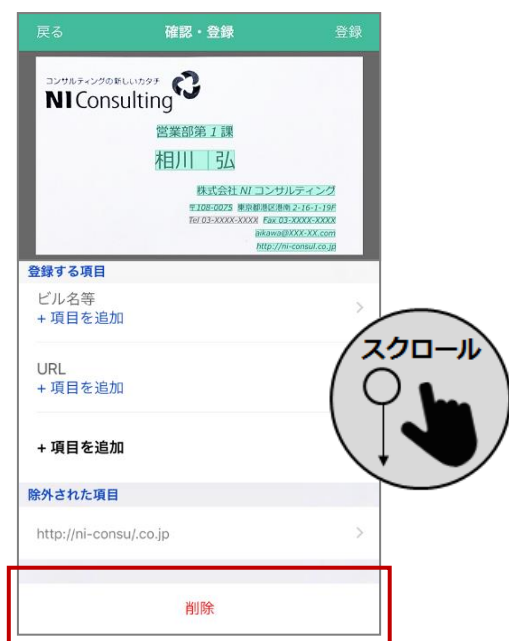 戻る 確認・登録 登録
コンサルティングの新しいカタチ
NI Consulting
営業部第 1 課
相川 弘
株式会社 NI コンサルティング
〒108-0075 東京都港区港南 2-16-1-19F
Tel 03-XXXX-XXXX Fax 03-XXXX-XXXX
aikawa@XXX-XX.com
http://ni-consul.co.jp
登録する項目
ビル名等
+ 項目を追加
スクロール
URL
+ 項目を追加
+ 項目を追加
除外された項目
http://ni-consu/.co.jp
削除